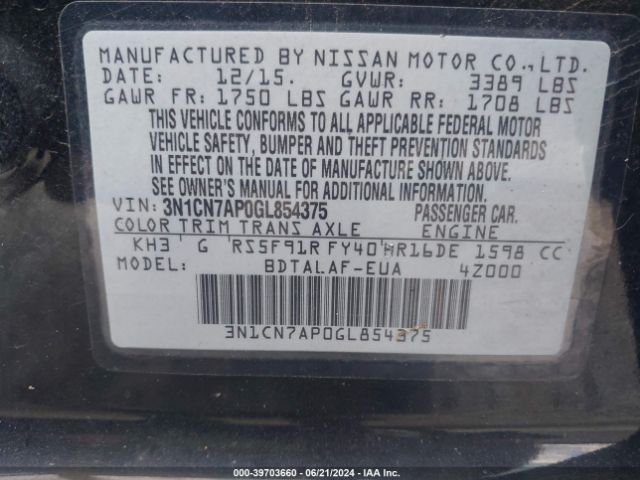 MANUFACTURED BY NISSAN MOTOR CO.,LTD.
DATE: 12/15. GVWR: 3389 LBS
GAWR FR: 1750 LBS GAWR RR: 1708 LBS
THIS VEHICLE CONFORMS TO ALL APPLICABLE FEDERAL MOTOR
VEHICLE SAFETY, BUMPER AND THEFT PREVENTION STANDARDS
IN EFFECT ON THE DATE OF MANUFACTURE SHOWN ABOVE.
SEE OWNER'S MANUAL FOR ADDITIONAL INFORMATION.
VIN: 3N1CN7AP0GL854375 PASSENGER CAR.
COLOR TRIM TRANS AXLE ENGINE
KH3 G RS5F91R FY40 HR16DE 1598 CC
MODEL: BDTALAF-EUA 4Z000
3N1CN7AP0GL854375
000-39703660 - 06/21/2024 - IAA Inc.